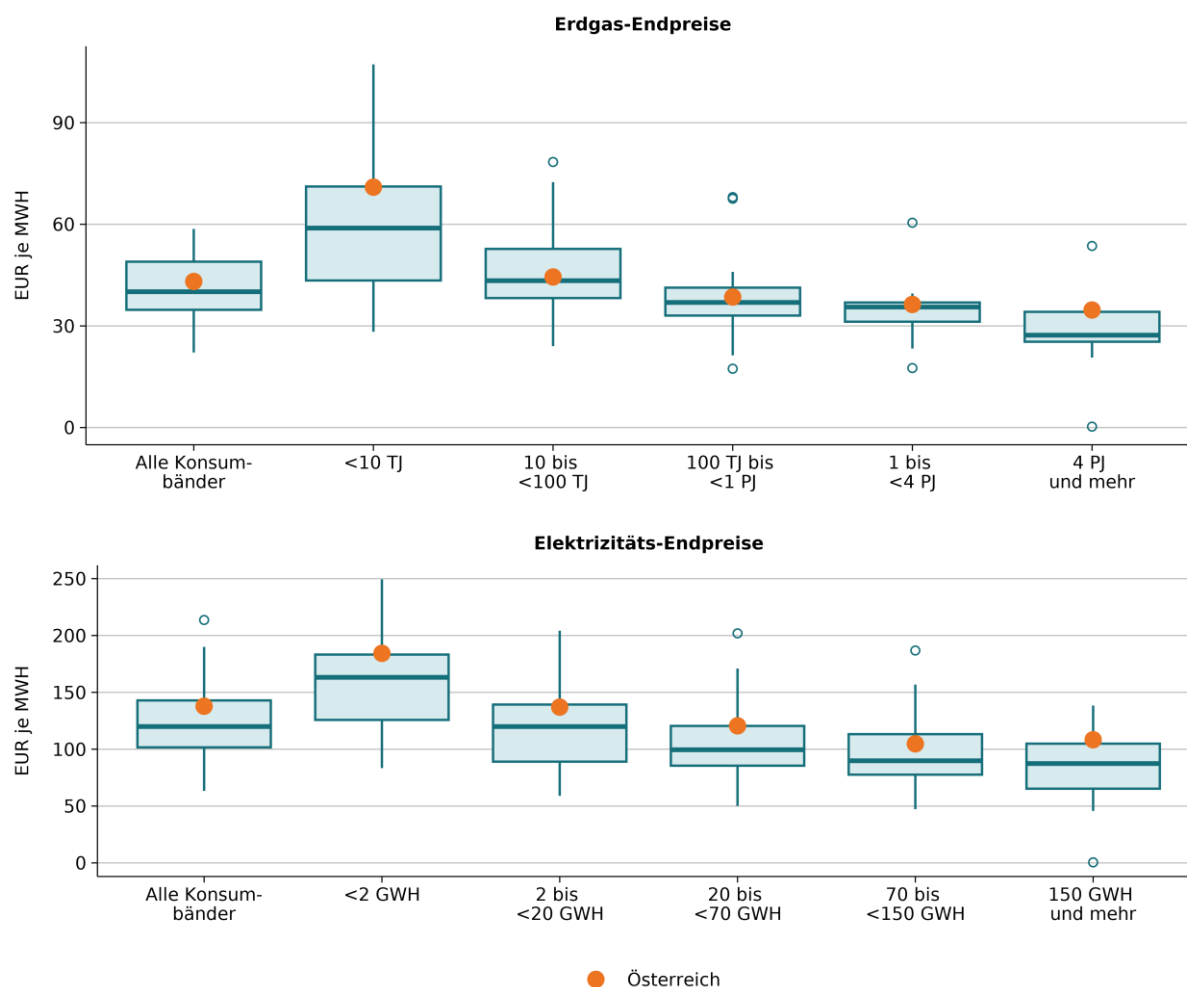 Erdgas-Endpreise
EUR je MWH
90
60
30
0
Alle Konsum-
bänder
<10 TJ
10 bis
<100 TJ
100 TJ bis
<1 PJ
1 bis
<4 PJ
4 PJ
und mehr
Elektrizitäts-Endpreise
EUR je MWH
250
200
150
100
50
0
Alle Konsum-
bänder
<2 GWH
2 bis
<20 GWH
20 bis
<70 GWH
70 bis
<150 GWH
150 GWH
und mehr
Österreich